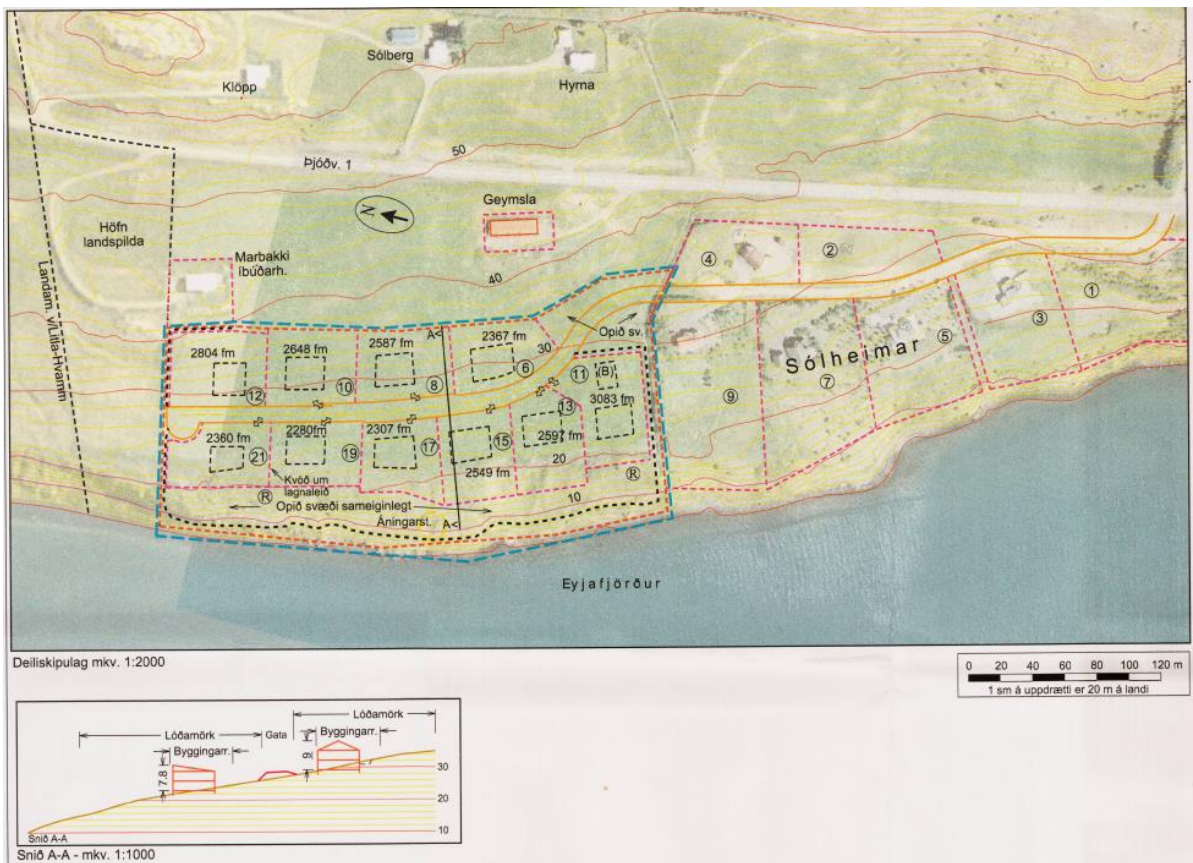 Sólberg
Klöpp
Hyrna
Þjóðv. 1
50
N
Geymsla
Höfn
landspilda
Landam. v/Litla-Hvamm
Marbakki
íbúðarh.
40
④
②
①
③
Opið sv.
A<
2804 fm
2648 fm
2587 fm
2367 fm
30
⑫
⑩
⑧
⑥
⑪
(B)
3083 fm
Sólheimar
⑤
⑦
⑨
2360 fm
2280fm
2307 fm
⑬
2597 fm
㉑
⑲
⑰
⑮
2549 fm
20
Kvöð um
lagnaleið
Ⓡ
Ⓡ
10
Opið svæði sameiginlegt
Áningarst.
A<
Eyjafjörður
Deiliskipulag mkv. 1:2000
0 20 40 60 80 100 120 m
1 sm á uppdrætti er 20 m á landi
Lóðamörk
Lóðamörk
Gata
Byggingarr.
Byggingarr.
7.8
9
30
20
10
Snið A-A
Snið A-A - mkv. 1:1000